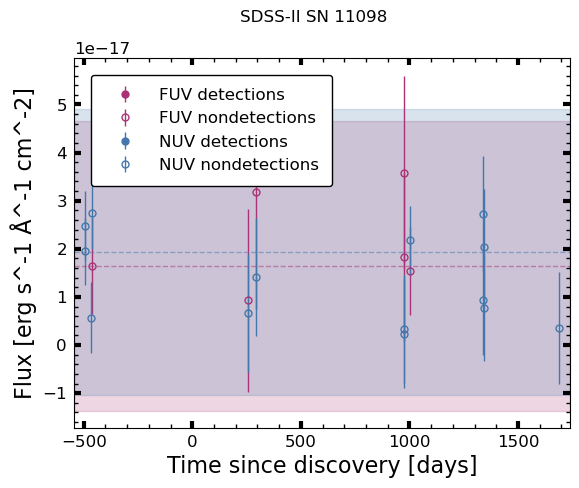 SDSS-II SN 11098
1e−17
FUV detections
FUV nondetections
NUV detections
NUV nondetections
5
4
3
2
1
0
−1
Flux [erg s^-1 Å^-1 cm^-2]
−500 0 500 1000 1500
Time since discovery [days]